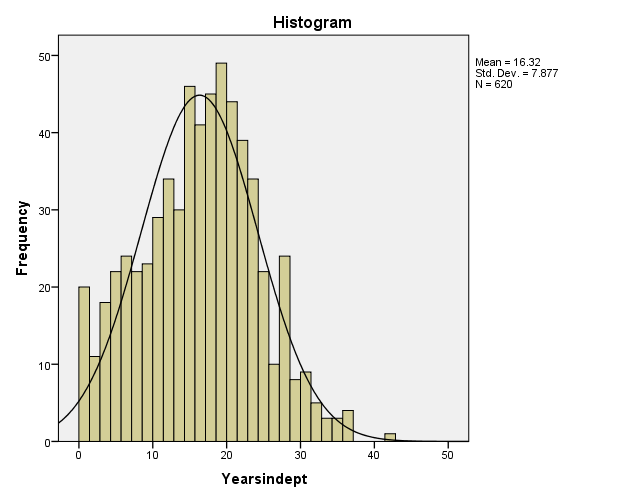 Histogram
Mean = 16.32
Std. Dev. = 7.877
N = 620
Frequency
50
40
30
20
10
0
0 10 20 30 40 50
Yearsindept